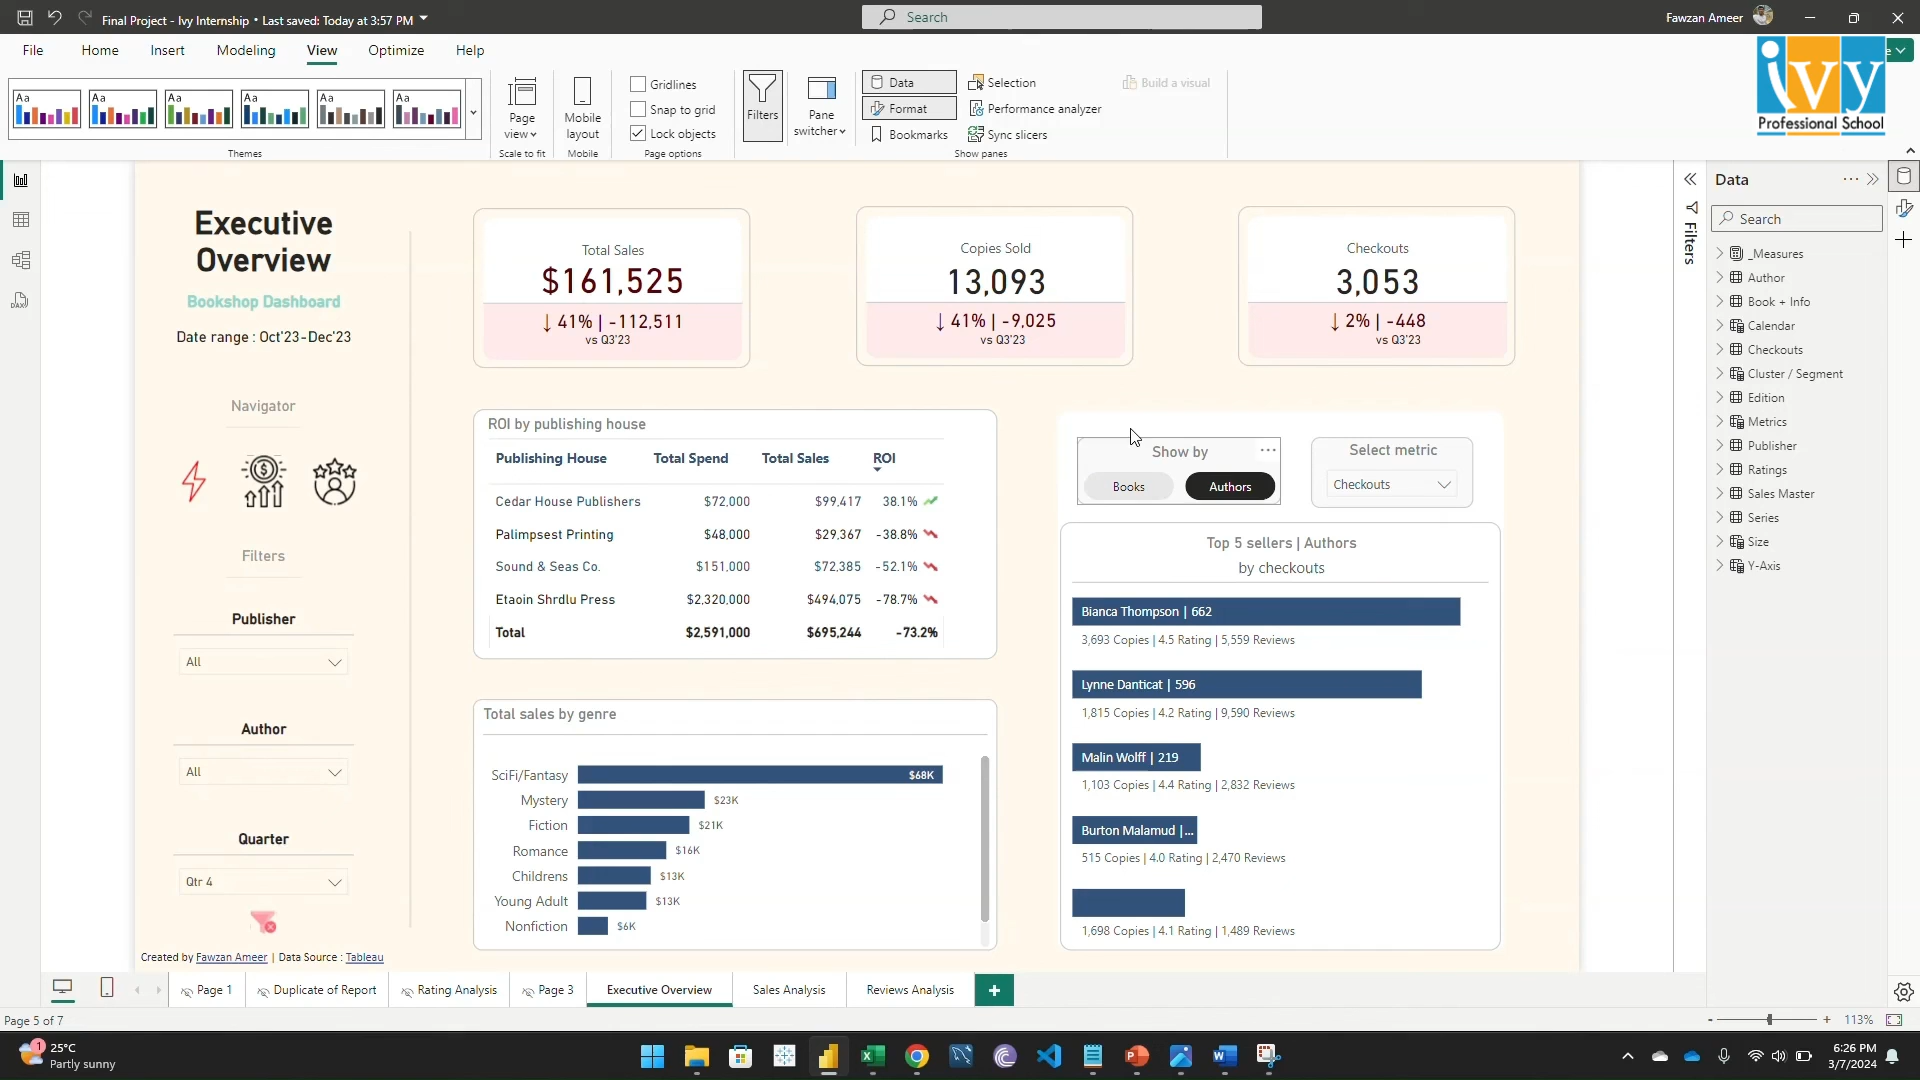 Final Project - Ivy Internship • Last saved: Today at 3:57 PM
Search
Fawzan Ameer
File
Home
Insert
Modeling
View
Optimize
Help
ivy
Professional School
Aa
Aa
Aa
Aa
Aa
Aa
Themes
Page view
Scale to fit
Mobile layout
Mobile
Gridlines
Snap to grid
Lock objects
Page options
Filters
Pane switcher
Data
Format
Bookmarks
Selection
Performance analyzer
Sync slicers
Build a visual
Show panes
DAX
Executive
Overview
Bookshop Dashboard
Date range : Oct'23-Dec'23
Navigator
Filters
Publisher
All
Author
All
Quarter
Qtr 4
Created by Fawzan Ameer | Data Source : Tableau
Total Sales
$161,525
↓ 41% | -112,511
vs Q3'23
Copies Sold
13,093
↓ 41% | -9,025
vs Q3'23
Checkouts
3,053
↓ 2% | -448
vs Q3'23
ROI by publishing house
Publishing House Total Spend Total Sales ROI
Cedar House Publishers $72,000 $99,417 38.1%
Palimpsest Printing $48,000 $29,367 -38.8%
Sound & Seas Co. $151,000 $72,385 -52.1%
Etaoin Shrdlu Press $2,320,000 $494,075 -78.7%
Total $2,591,000 $695,244 -73.2%
Total sales by genre
SciFi/Fantasy $68K
Mystery $23K
Fiction $21K
Romance $16K
Childrens $13K
Young Adult $13K
Nonfiction $6K
Show by
Books Authors
Select metric
Checkouts
Top 5 sellers | Authors
by checkouts
Bianca Thompson | 662
3,693 Copies | 4.5 Rating | 5,559 Reviews
Lynne Danticat | 596
1,815 Copies | 4.2 Rating | 9,590 Reviews
Malin Wolff | 219
1,103 Copies | 4.4 Rating | 2,832 Reviews
Burton Malamud |...
515 Copies | 4.0 Rating | 2,470 Reviews
1,698 Copies | 4.1 Rating | 1,489 Reviews
Filters
Data
Search
_Measures
Author
Book + Info
Calendar
Checkouts
Cluster / Segment
Edition
Metrics
Publisher
Ratings
Sales Master
Series
Size
Y-Axis
Page 1
Duplicate of Report
Rating Analysis
Page 3
Executive Overview
Sales Analysis
Reviews Analysis
Page 5 of 7
113%
1
25°C
Partly sunny
6:26 PM
3/7/2024